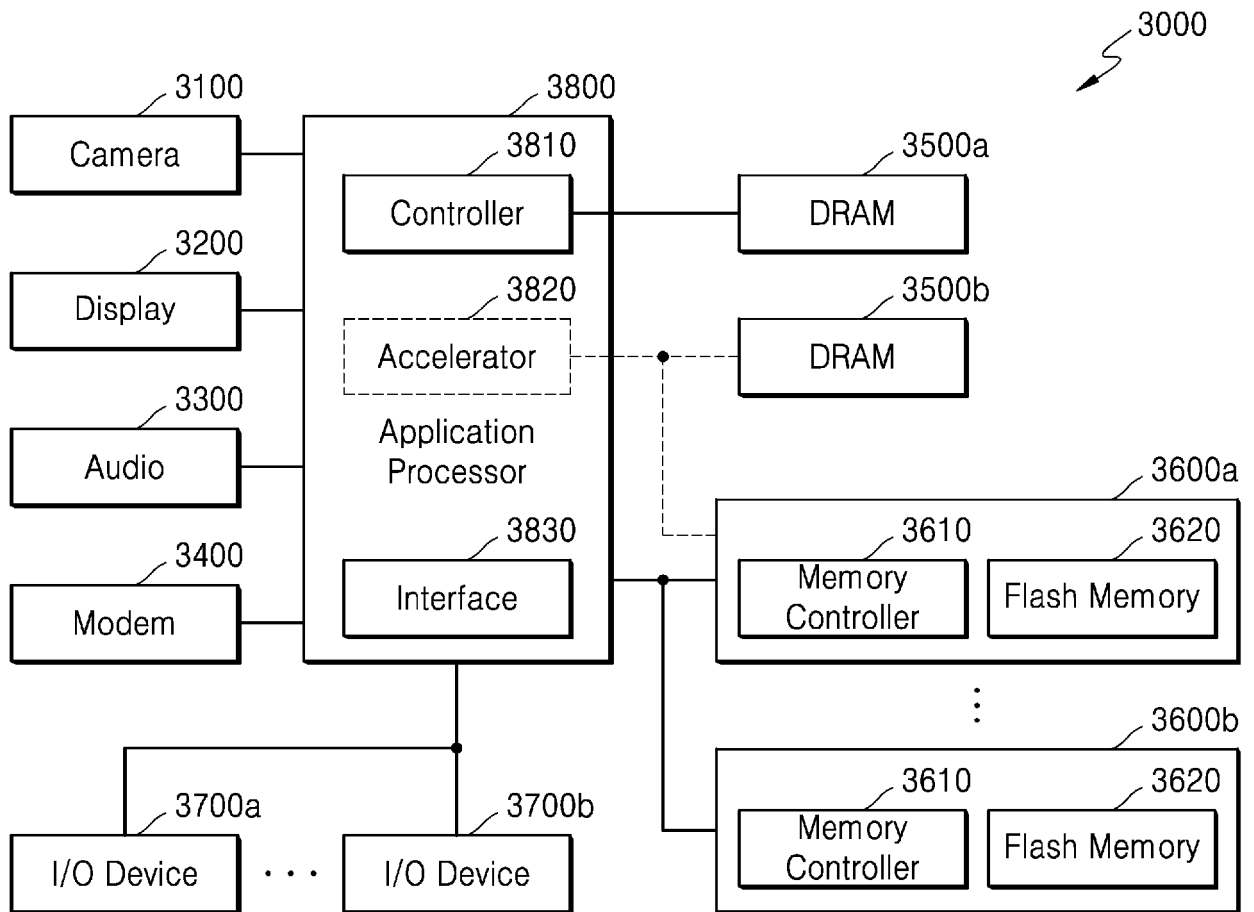 3000
3100
Camera
3200
Display
3300
Audio
3400
Modem
3800
3810
Controller
3820
Accelerator
Application
Processor
3830
Interface
3500a
DRAM
3500b
DRAM
3600a
3610
Memory
Controller
3620
Flash Memory
3600b
3610
Memory
Controller
3620
Flash Memory
3700a
I/O Device
3700b
I/O Device